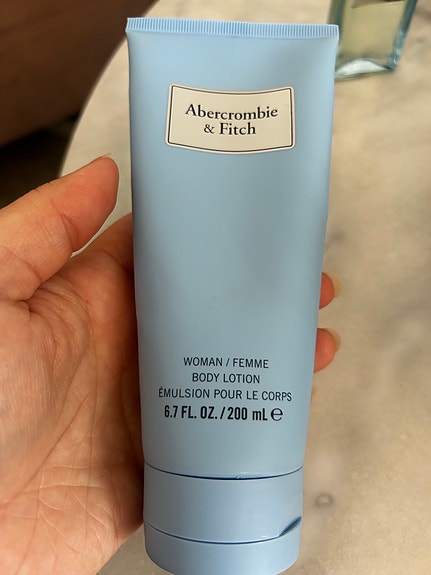 Abercrombie
& Fitch
WOMAN / FEMME
BODY LOTION
ÉMULSION POUR LE CORPS
6.7 FL. OZ./200 mL ℮